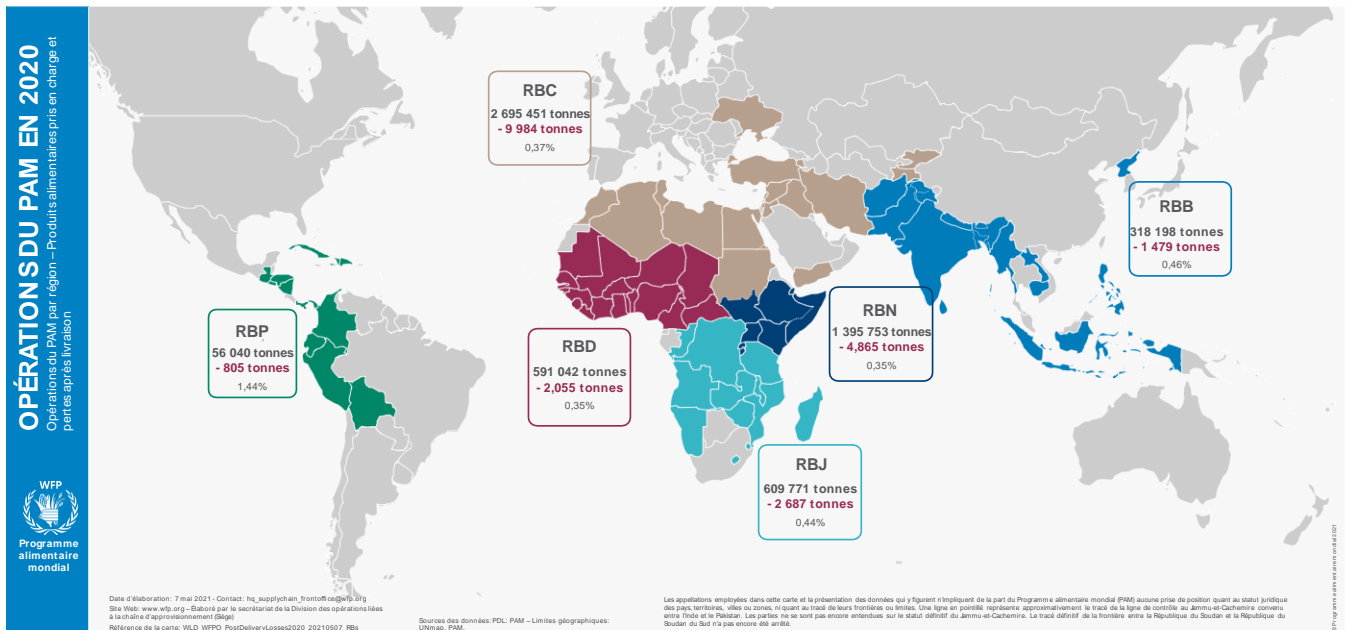 OPÉRATIONS DU PAM EN 2020
Opérations du PAM par région – Produits alimentaires pris en charge et
pertes après livraison
WFP
Programme
alimentaire
mondial
RBC
2 695 451 tonnes
- 9 984 tonnes
0,37%
RBB
318 198 tonnes
- 1 479 tonnes
0,46%
RBN
1 395 753 tonnes
- 4,865 tonnes
0,35%
RBP
56 040 tonnes
- 805 tonnes
1,44%
RBD
591 042 tonnes
- 2,055 tonnes
0,35%
RBJ
609 771 tonnes
- 2 687 tonnes
0,44%
Date d'élaboration: 7 mai 2021 - Contact: hq_supplychain_frontoffice@wfp.org
Site Web: www.wfp.org – Élaboré par le secrétariat de la Division des opérations liées
à la chaîne d'approvisionnement (Siège)
Référence de la carte: WLD_WFPO_PostDeliveryLosses2020_20210507_RBs
Sources des données: PDL: PAM – Limites géographiques:
UNmap, PAM.
Les appellations employées dans cette carte et la présentation des données qui y figurent n'impliquent de la part du Programme alimentaire mondial (PAM) aucune prise de position quant au statut juridique
des pays, territoires, villes ou zones, ni quant au tracé de leurs frontières ou limites. Une ligne en pointillé représente approximativement le tracé de la ligne de contrôle au Jammu-et-Cachemire convenu
entre l'Inde et le Pakistan. Les parties ne se sont pas encore entendues sur le statut définitif du Jammu-et-Cachemire. Le tracé définitif de la frontière entre la République du Soudan et la République du
Soudan du Sud n'a pas encore été arrêté.
© Programme alimentaire mondial 2021